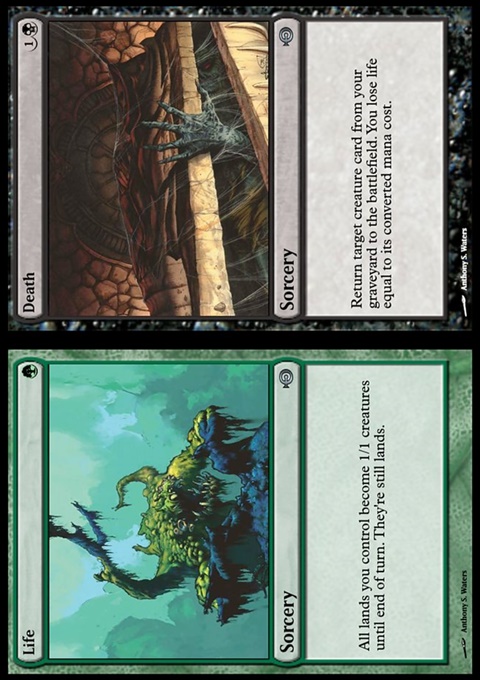 Life
Sorcery
All lands you control become 1/1 creatures
until end of turn. They're still lands.
Anthony S. Waters
Death
1
Sorcery
Return target creature card from your
graveyard to the battlefield. You lose life
equal to its converted mana cost.
Anthony S. Waters